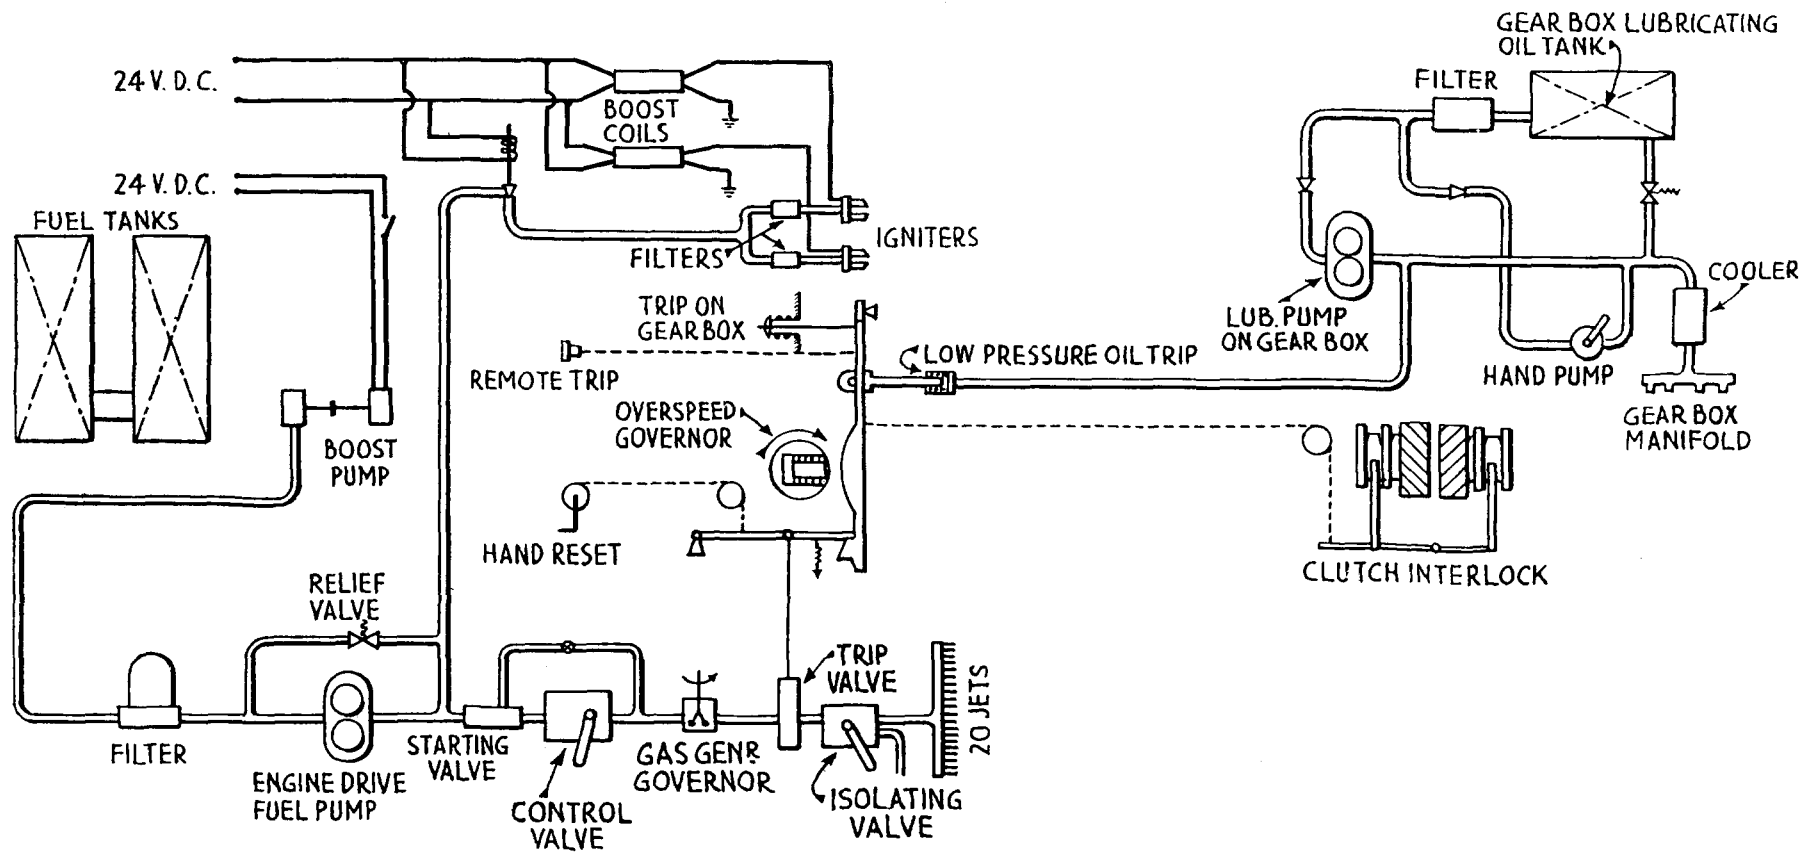 GEAR BOX LUBRICATING
OIL TANK
FILTER
24 V. D. C.
BOOST
COILS
24 V. D.C.
FUEL TANKS
FILTERS
IGNITERS
COOLER
TRIP ON
GEAR BOX
LUB. PUMP
ON GEAR BOX
REMOTE TRIP
LOW PRESSURE OIL TRIP
HAND PUMP
GEAR BOX
MANIFOLD
OVERSPEED
GOVERNOR
BOOST
PUMP
HAND RESET
CLUTCH INTERLOCK
RELIEF
VALVE
TRIP
VALVE
20 JETS
FILTER
STARTING
VALVE
GAS GENR.
GOVERNOR
ENGINE DRIVE
FUEL PUMP
CONTROL
VALVE
ISOLATING
VALVE